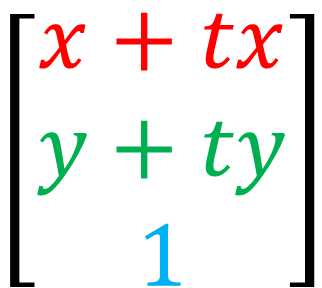 x + tx
y + ty
1